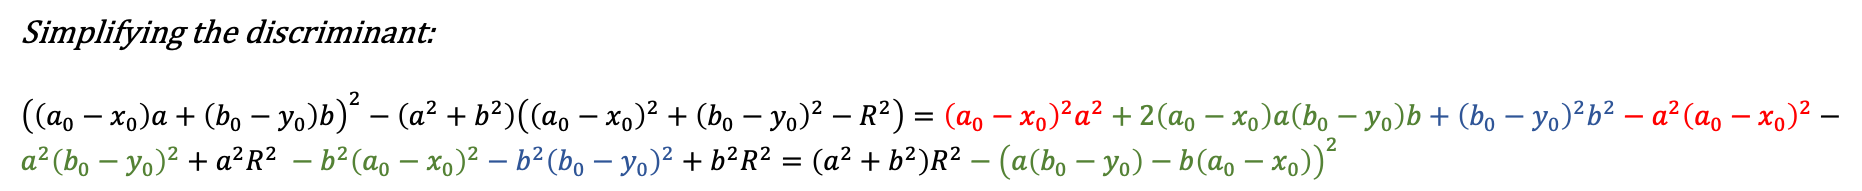 Simplifying the discriminant:
((a₀ − x₀)a + (b₀ − y₀)b)² − (a² + b²)((a₀ − x₀)² + (b₀ − y₀)² − R²) = (a₀ − x₀)²a² + 2(a₀ − x₀)a(b₀ − y₀)b + (b₀ − y₀)²b² − a²(a₀ − x₀)² −
a²(b₀ − y₀)² + a²R² − b²(a₀ − x₀)² − b²(b₀ − y₀)² + b²R² = (a² + b²)R² − (a(b₀ − y₀) − b(a₀ − x₀))²